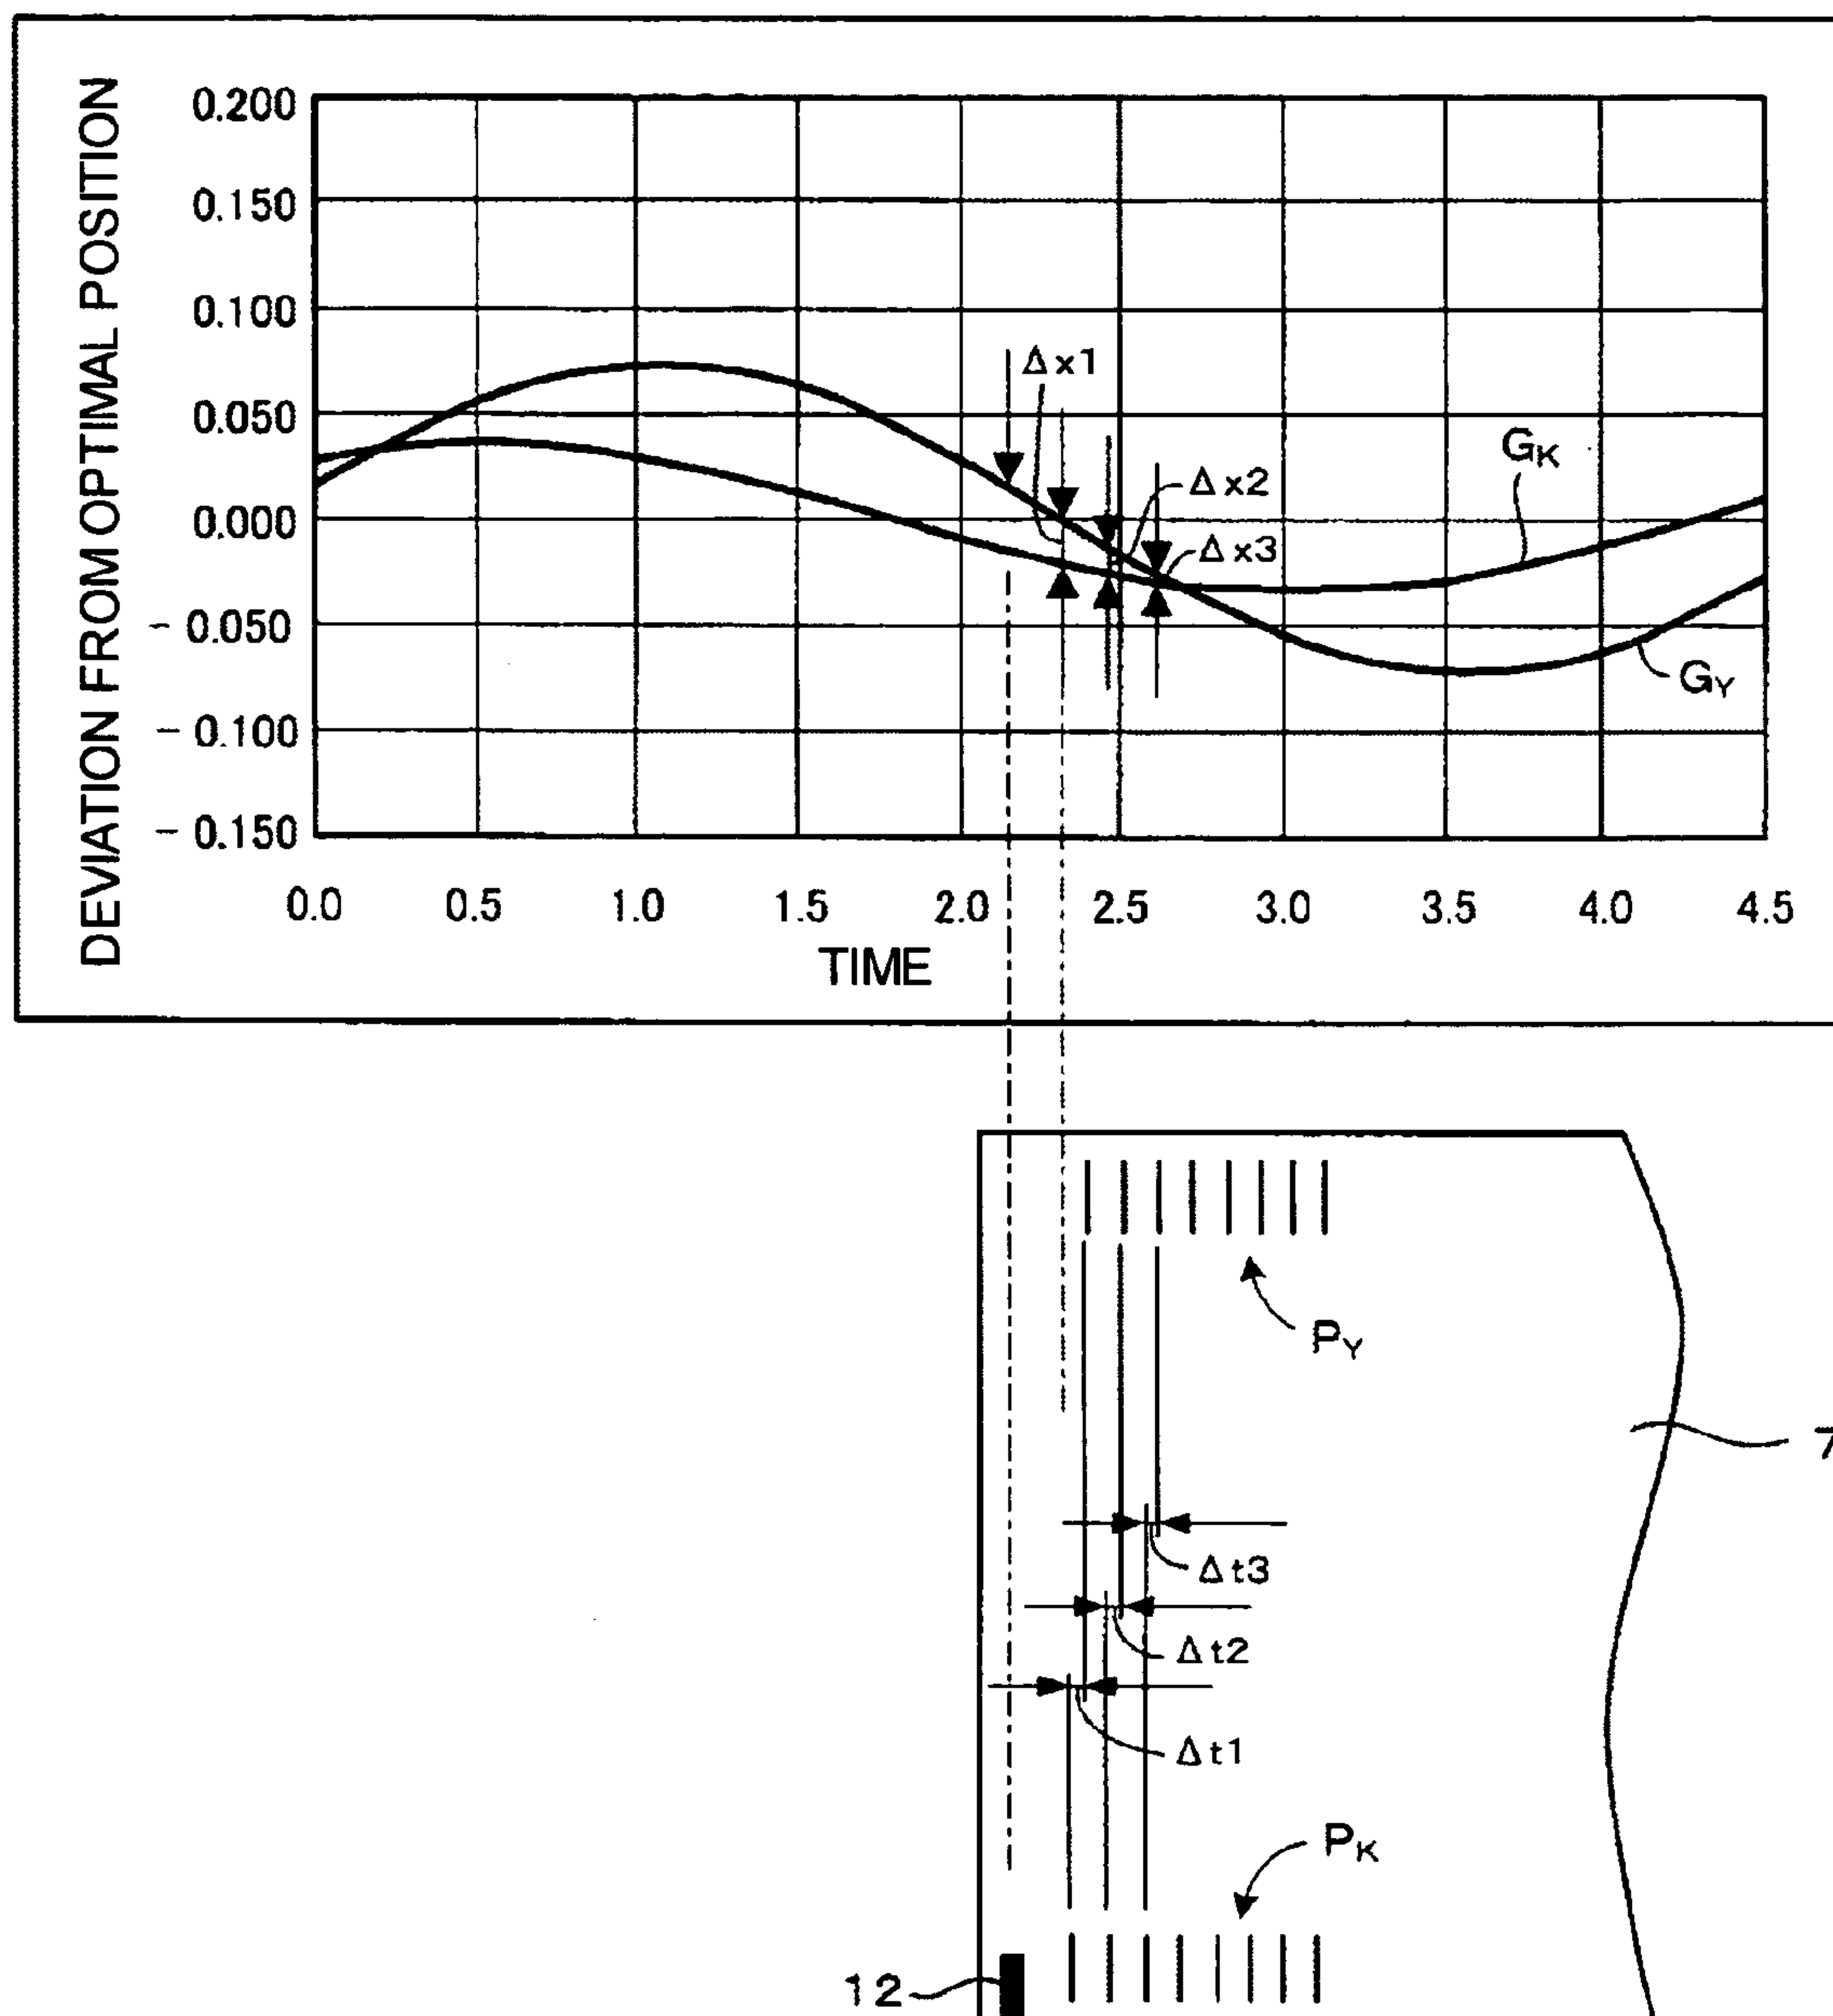 DEVIATION FROM OPTIMAL POSITION
0.200
0.150
0.100
0.050
0.000
- 0.050
- 0.100
- 0.150
Δx1
Δx2
Δx3
GK
GY
0.0 0.5 1.0 1.5 2.0 2.5 3.0 3.5 4.0 4.5
TIME
PY
7
Δt3
Δt2
Δt1
PK
12